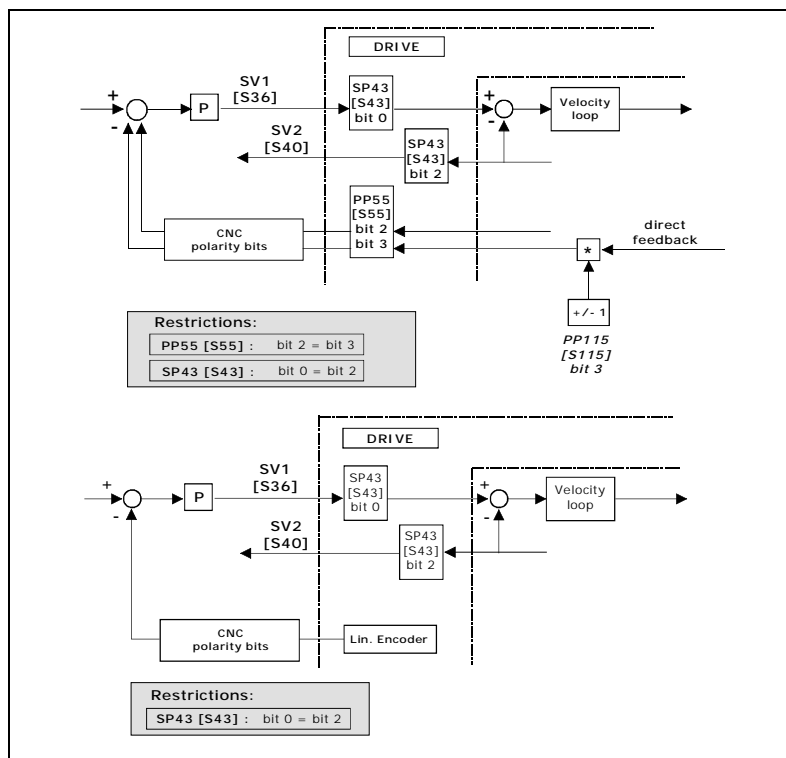 DRIVE
+
-
P
SV1
[S36]
SP43
[S43]
bit 0
+
-
Velocity
loop
SV2
[S40]
SP43
[S43]
bit 2
CNC
polarity bits
PP55
[S55]
bit 2
bit 3
direct
feedback
*
+/- 1
PP115
[S115]
bit 3
Restrictions:
PP55 [S55] : bit 2 = bit 3
SP43 [S43] : bit 0 = bit 2
DRIVE
+
-
P
SV1
[S36]
SP43
[S43]
bit 0
+
-
Velocity
loop
SV2
[S40]
SP43
[S43]
bit 2
CNC
polarity bits
Lin. Encoder
Restrictions:
SP43 [S43] : bit 0 = bit 2